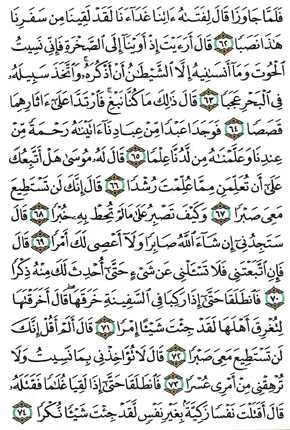 فَلَمَّا جَاوَزَا قَالَ لِفَتَىٰهُ ءَاتِنَا غَدَآءَنَا لَقَدْ لَقِينَا مِن سَفَرِنَا
هَٰذَا نَصَبًا ٦٢ قَالَ أَرَءَيْتَ إِذْ أَوَيْنَآ إِلَى ٱلصَّخْرَةِ فَإِنِّى نَسِيتُ
ٱلْحُوتَ وَمَآ أَنسَىٰنِيهُ إِلَّا ٱلشَّيْطَٰنُ أَنْ أَذْكُرَهُۥ وَٱتَّخَذَ سَبِيلَهُۥ
فِى ٱلْبَحْرِ عَجَبًا ٦٣ قَالَ ذَٰلِكَ مَا كُنَّا نَبْغِ فَٱرْتَدَّا عَلَىٰٓ ءَاثَارِهِمَا
قَصَصًا ٦٤ فَوَجَدَا عَبْدًا مِّنْ عِبَادِنَآ ءَاتَيْنَٰهُ رَحْمَةً مِّنْ
عِندِنَا وَعَلَّمْنَٰهُ مِن لَّدُنَّا عِلْمًا ٦٥ قَالَ لَهُۥ مُوسَىٰ هَلْ أَتَّبِعُكَ
عَلَىٰٓ أَن تُعَلِّمَنِ مِمَّا عُلِّمْتَ رُشْدًا ٦٦ قَالَ إِنَّكَ لَن تَسْتَطِيعَ
مَعِىَ صَبْرًا ٦٧ وَكَيْفَ تَصْبِرُ عَلَىٰ مَا لَمْ تُحِطْ بِهِۦ خُبْرًا ٦٨ قَالَ
سَتَجِدُنِىٓ إِن شَآءَ ٱللَّهُ صَابِرًا وَلَآ أَعْصِى لَكَ أَمْرًا ٦٩ قَالَ
فَإِنِ ٱتَّبَعْتَنِى فَلَا تَسْـَٔلْنِى عَن شَىْءٍ حَتَّىٰٓ أُحْدِثَ لَكَ مِنْهُ ذِكْرًا
٧٠ فَٱنطَلَقَا حَتَّىٰٓ إِذَا رَكِبَا فِى ٱلسَّفِينَةِ خَرَقَهَا قَالَ أَخَرَقْتَهَا
لِتُغْرِقَ أَهْلَهَا لَقَدْ جِئْتَ شَيْـًٔا إِمْرًا ٧١ قَالَ أَلَمْ أَقُلْ إِنَّكَ
لَن تَسْتَطِيعَ مَعِىَ صَبْرًا ٧٢ قَالَ لَا تُؤَاخِذْنِى بِمَا نَسِيتُ وَلَا
تُرْهِقْنِى مِنْ أَمْرِى عُسْرًا ٧٣ فَٱنطَلَقَا حَتَّىٰٓ إِذَا لَقِيَا غُلَٰمًا فَقَتَلَهُۥ
قَالَ أَقَتَلْتَ نَفْسًا زَكِيَّةًۢ بِغَيْرِ نَفْسٍ لَّقَدْ جِئْتَ شَيْـًٔا نُّكْرًا ٧٤